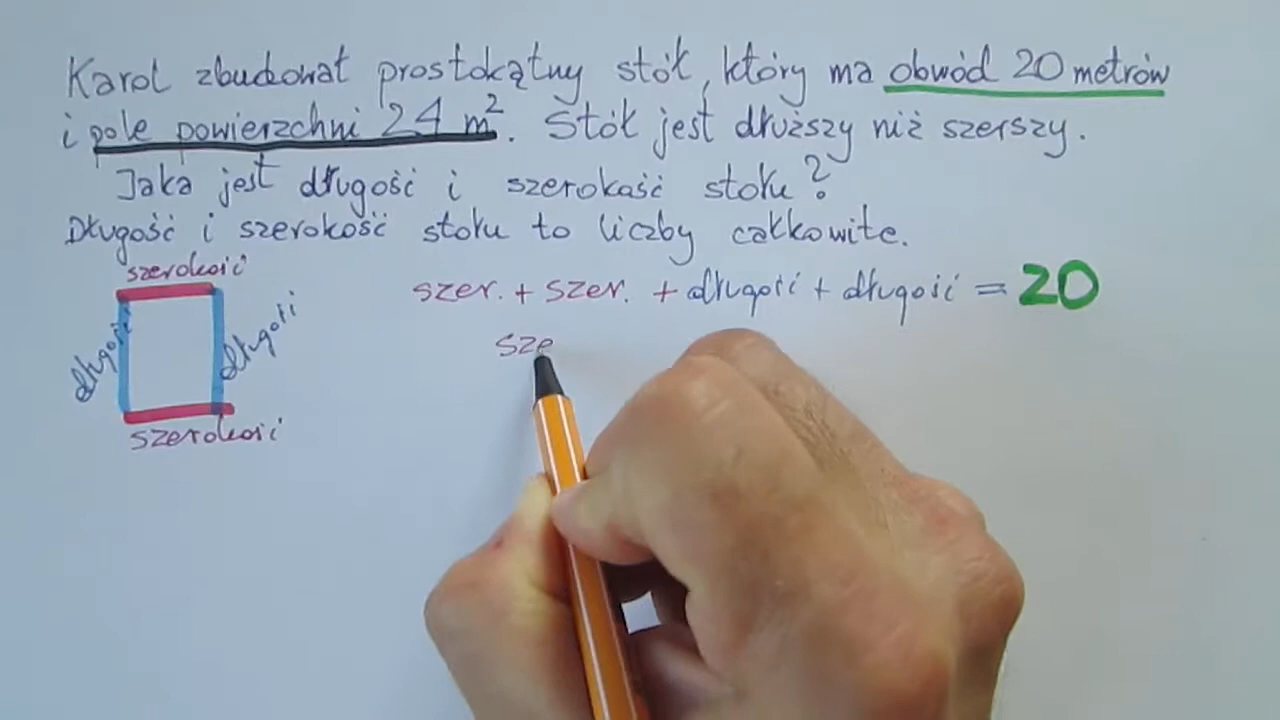 Karol zbudował prostokątny stół, który ma obwód 20 metrów
i pole powierzchni 24 m². Stół jest dłuższy niż szerszy.
Jaka jest długość i szerokość stołu?
Długość i szerokość stołu to liczby całkowite.
szerokość
szer. + szer. + długość + długość = 20
długość
długość
sze
szerokość